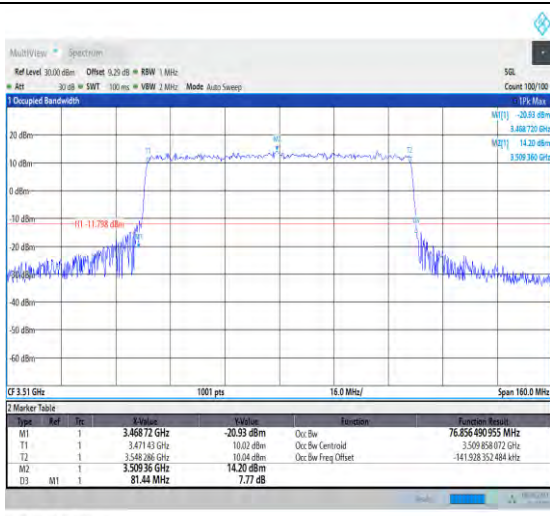 MultiView Spectrum
Ref Level 30.00 dBm Offset 9.29 dB RBW 1 MHz SGL
Att 30 dB SWT 100 ms VBW 2 MHz Mode Auto Sweep Count 100/100
1 Occupied Bandwidth 1Pk Max
M1[1] -20.93 dBm
3.468 720 GHz
20 dBm
M2[1] 14.20 dBm
3.509 360 GHz
T1 M2 T2
10 dBm
0 dBm
-10 dBm
H1 -11.798 dBm
M1
-20 dBm
-30 dBm
-40 dBm
-50 dBm
-60 dBm
CF 3.51 GHz 1001 pts 16.0 MHz/ Span 160.0 MHz
2 Marker Table
Type Ref Trc X-Value Y-Value Function Function Result
M1 1 3.468 72 GHz -20.93 dBm Occ Bw 76.856 490 955 MHz
T1 1 3.471 43 GHz 10.02 dBm Occ Bw Centroid 3.509 858 072 GHz
T2 1 3.548 286 GHz 10.04 dBm Occ Bw Freq Offset -141.928 352 484 kHz
M2 1 3.509 36 GHz 14.20 dBm
D3 M1 1 81.44 MHz 7.77 dB